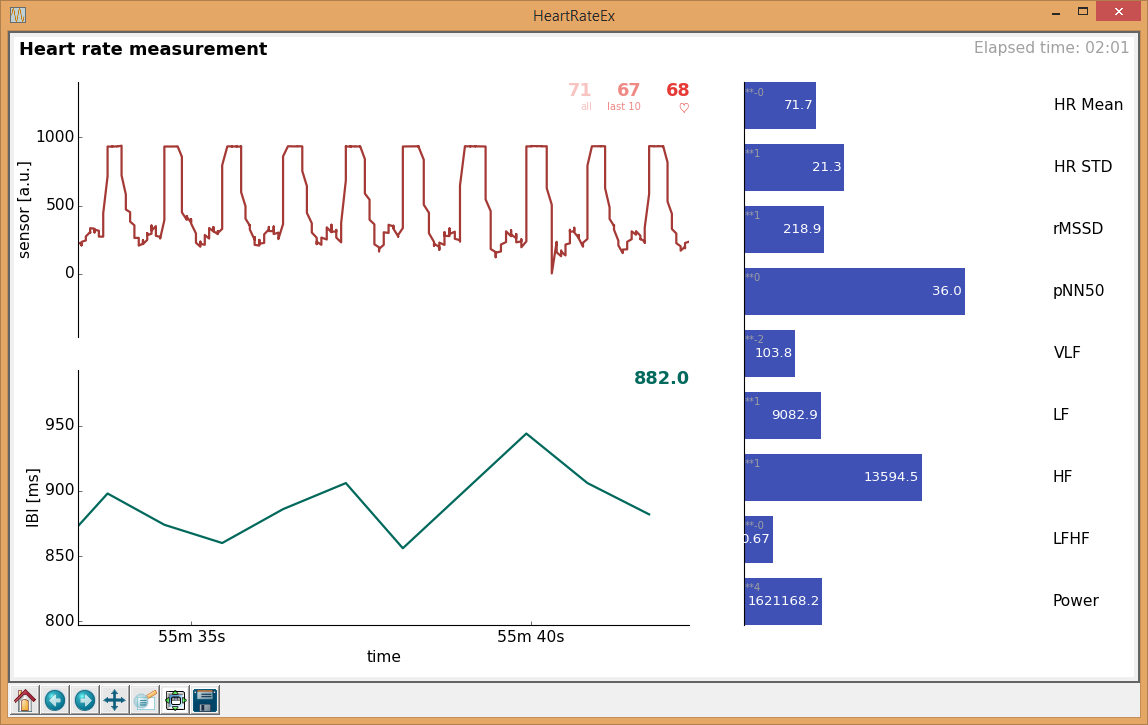 HeartRateEx
Heart rate measurement
Elapsed time: 02:01
71 67 68
all last 10 ♡
1000
500
0
sensor [a.u.]
882.0
950
900
850
800
IBI [ms]
55m 35s 55m 40s
time
**-0
71.7 HR Mean
**1
21.3 HR STD
**1
218.9 rMSSD
**0
36.0 pNN50
**-2
103.8 VLF
**1
9082.9 LF
**1
13594.5 HF
**-0
0.67 LFHF
**4
1621168.2 Power